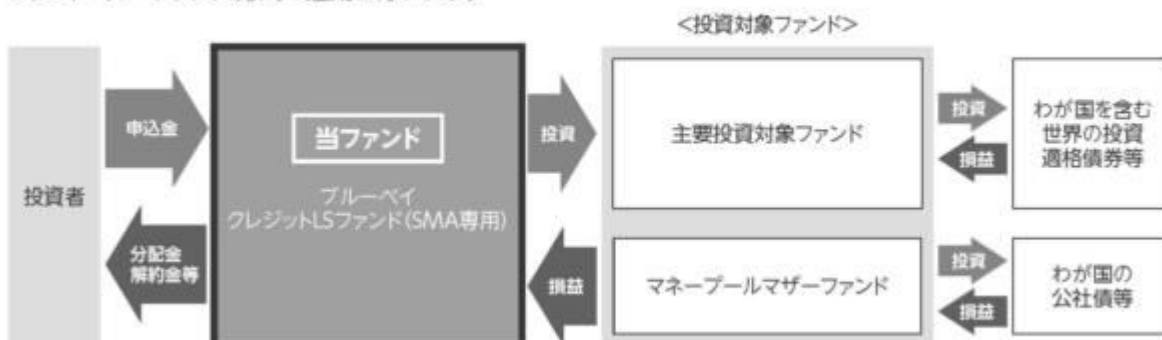 <投資対象ファンド>
投資者
申込金
分配金
解約金等
当ファンド
ブルーベイ
クレジットLSファンド(SMA専用)
投資
損益
主要投資対象ファンド
マネープールマザーファンド
投資
損益
わが国を含む
世界の投資
適格債券等
投資
損益
わが国の
公社債等